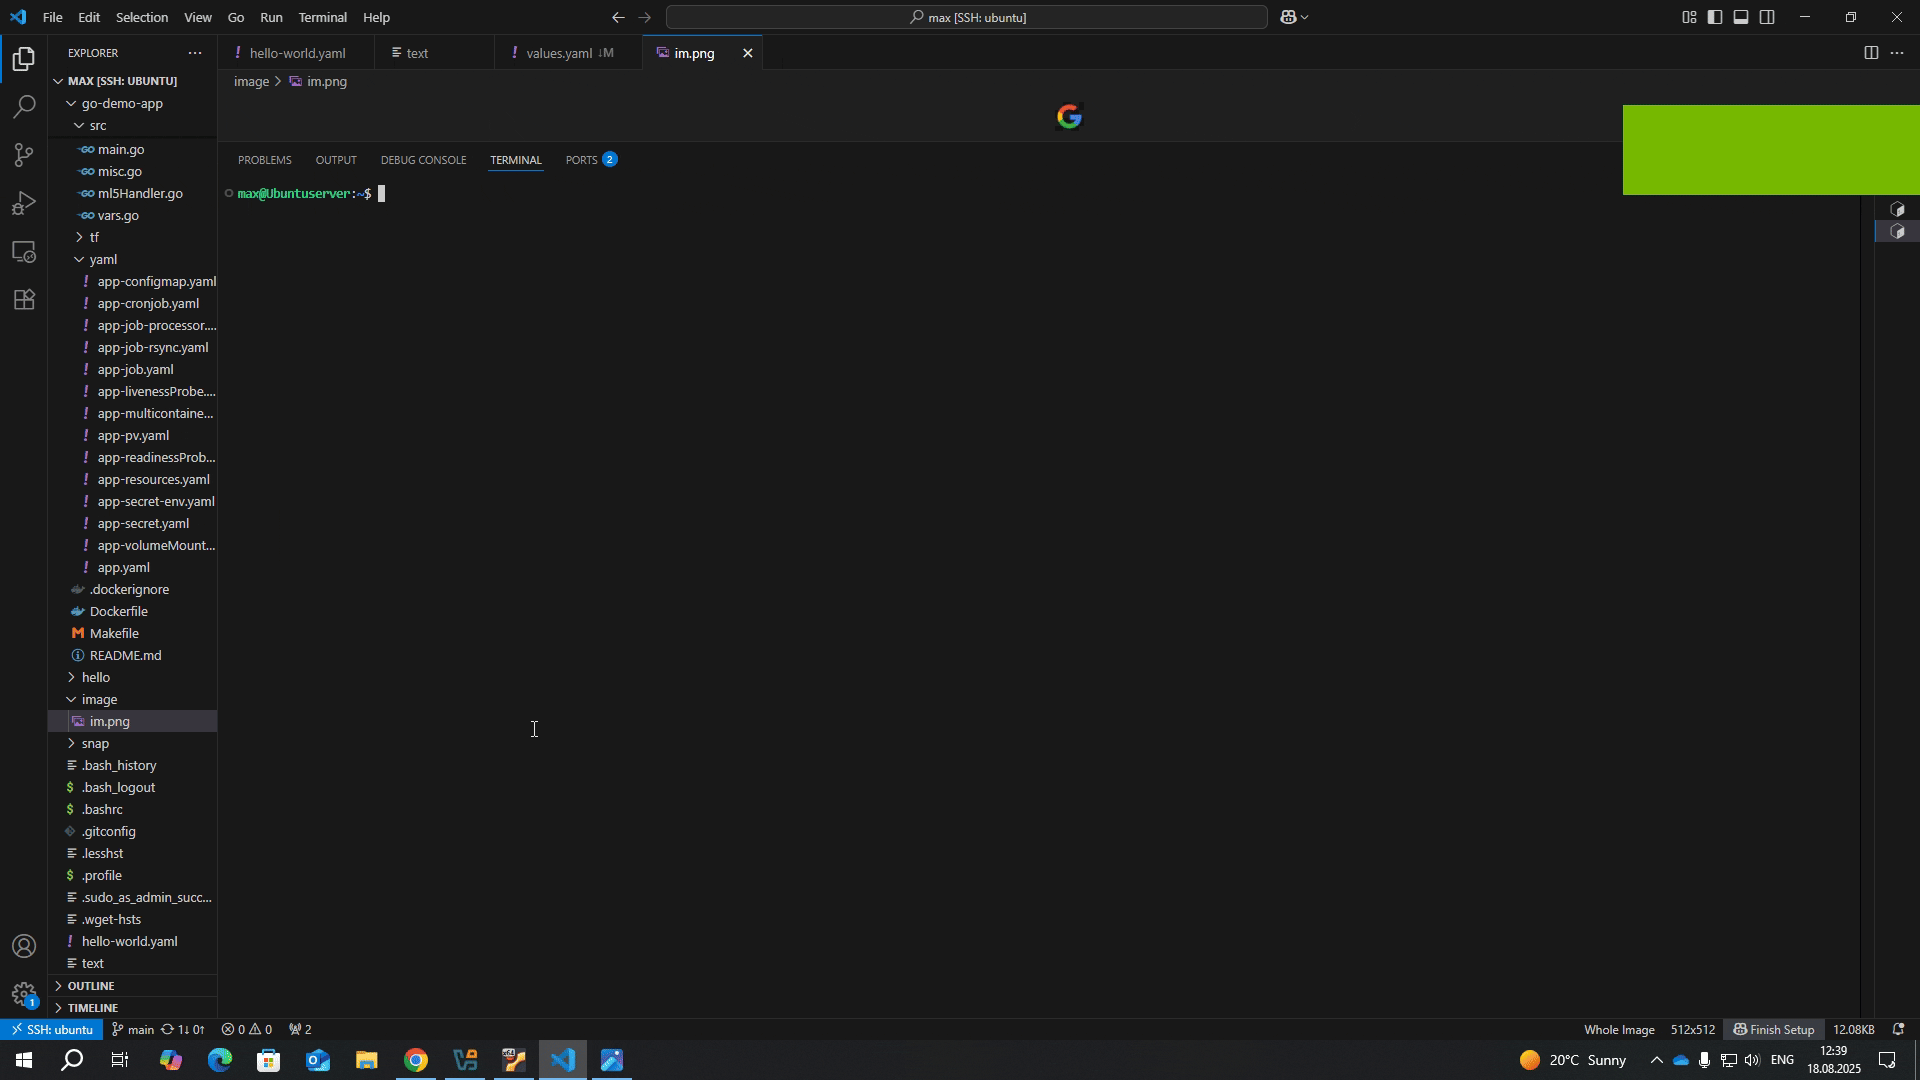 File Edit Selection View Go Run Terminal Help
max [SSH: ubuntu]
EXPLORER
hello-world.yaml
text
values.yaml ↓M
im.png
MAX [SSH: UBUNTU]
image > im.png
go-demo-app
src
main.go
misc.go
ml5Handler.go
vars.go
tf
yaml
app-configmap.yaml
app-cronjob.yaml
app-job-processor....
app-job-rsync.yaml
app-job.yaml
app-livenessProbe....
app-multicontaine...
app-pv.yaml
app-readinessProb...
app-resources.yaml
app-secret-env.yaml
app-secret.yaml
app-volumeMount...
app.yaml
.dockerignore
Dockerfile
Makefile
README.md
hello
image
im.png
snap
.bash_history
.bash_logout
.bashrc
.gitconfig
.lesshst
.profile
.sudo_as_admin_succ...
.wget-hsts
hello-world.yaml
text
OUTLINE
TIMELINE
PROBLEMS OUTPUT DEBUG CONSOLE TERMINAL PORTS 2
max@Ubuntuserver:~$
1
SSH: ubuntu main 1↓ 0↑ 0 0 2
Whole Image 512x512 Finish Setup 12.08KB
20°C Sunny ENG
12:39
18.08.2025